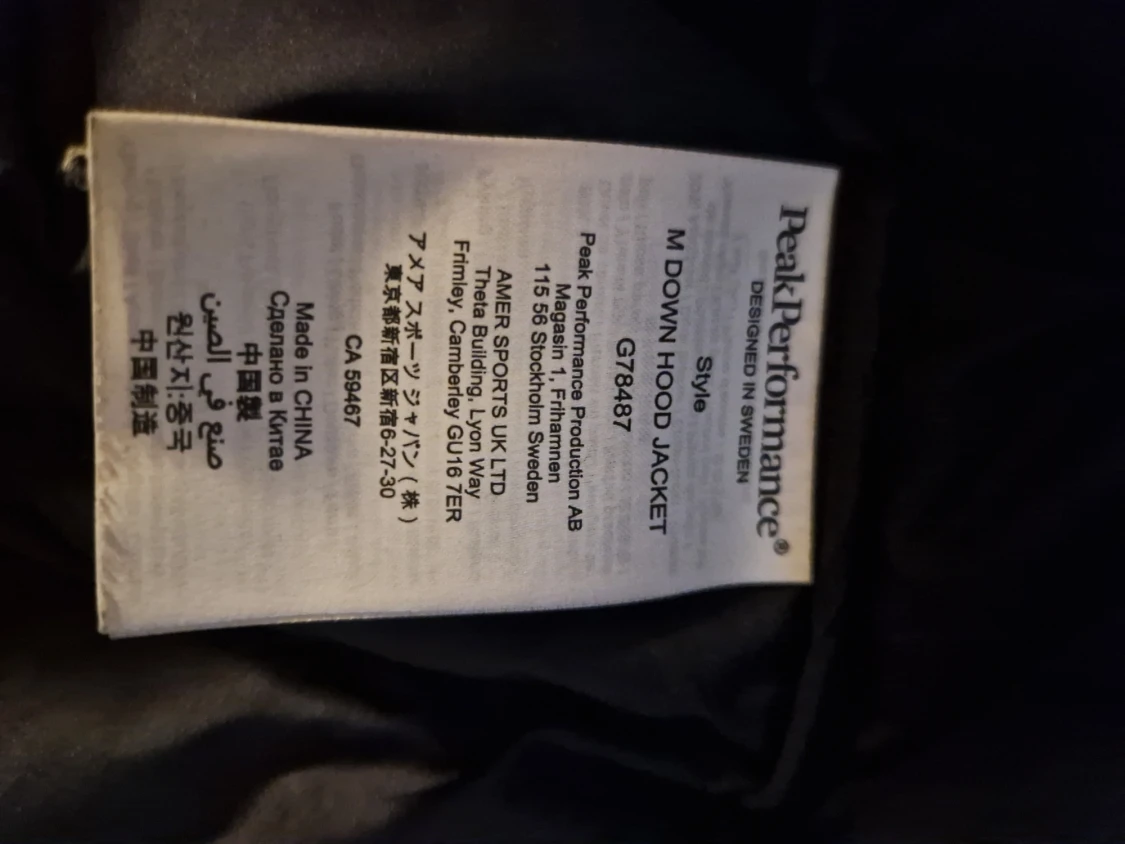 PeakPerformance®
DESIGNED IN SWEDEN
Style
M DOWN HOOD JACKET
G78487
Peak Performance Production AB
Magasin 1, Frihamnen
115 56 Stockholm Sweden
AMER SPORTS UK LTD
Theta Building, Lyon Way
Frimley, Camberley GU16 7ER
アメア スポーツ ジャパン ( 株 )
東京都新宿区新宿6-27-30
CA 59467
Made in CHINA
Сделано в Китае
中国製
صنع في الصين
원산지:중국
中国制造